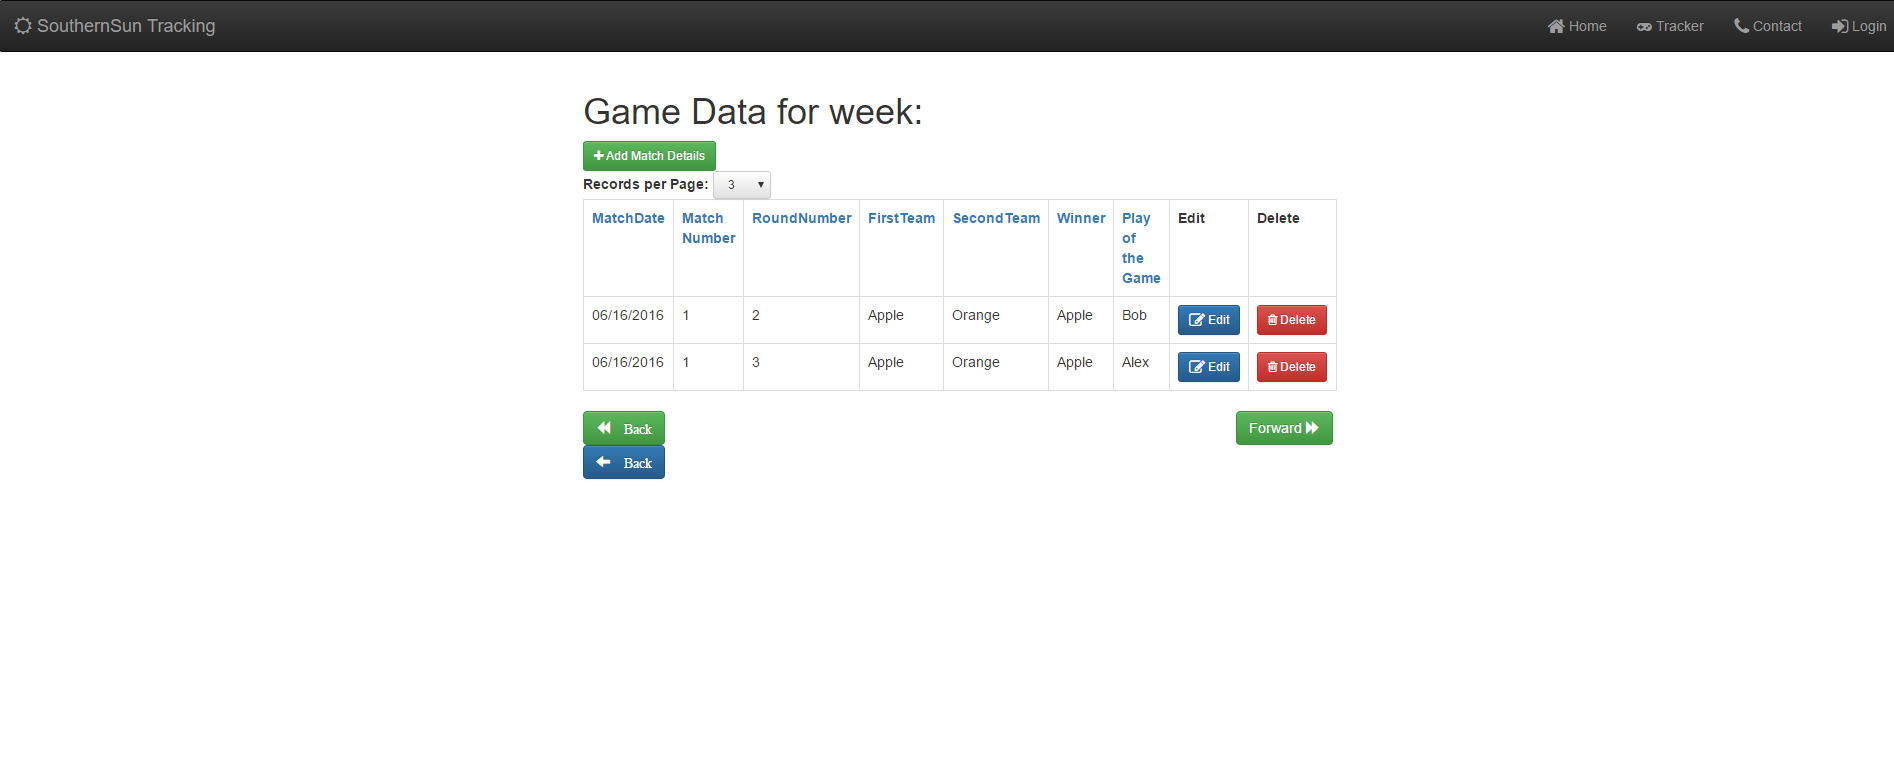 SouthernSun Tracking Home Tracker Contact Login
Game Data for week:
Add Match Details
Records per Page: 3
MatchDate Match RoundNumber FirstTeam SecondTeam Winner Play Edit Delete
Number of
the
Game
06/16/2016 1 2 Apple Orange Apple Bob Edit Delete
06/16/2016 1 3 Apple Orange Apple Alex Edit Delete
Back Forward
Back